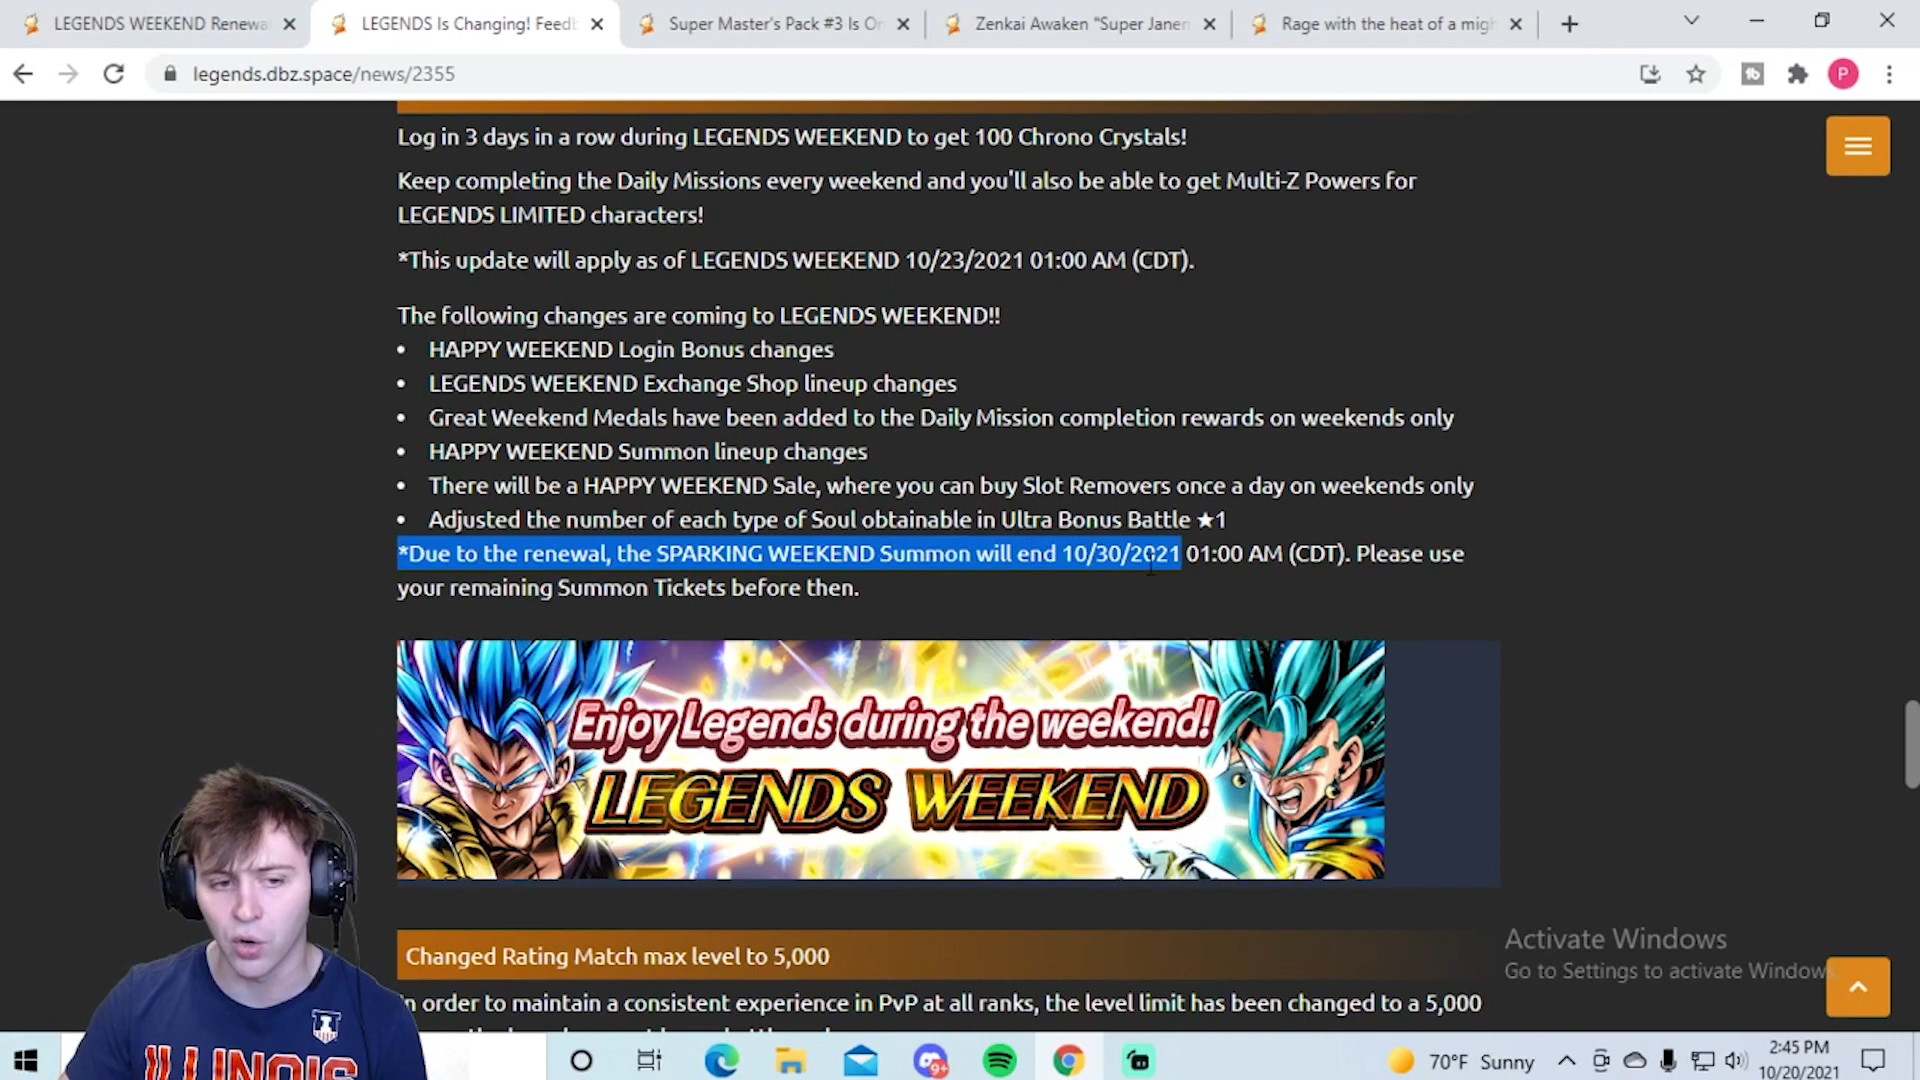 LEGENDS WEEKEND Renewa
LEGENDS Is Changing! Feedb
Super Master's Pack #3 Is On
Zenkai Awaken "Super Janem
Rage with the heat of a migh
legends.dbz.space/news/2355
P
Log in 3 days in a row during LEGENDS WEEKEND to get 100 Chrono Crystals!
Keep completing the Daily Missions every weekend and you'll also be able to get Multi-Z Powers for
LEGENDS LIMITED characters!
*This update will apply as of LEGENDS WEEKEND 10/23/2021 01:00 AM (CDT).
The following changes are coming to LEGENDS WEEKEND!!
• HAPPY WEEKEND Login Bonus changes
• LEGENDS WEEKEND Exchange Shop lineup changes
• Great Weekend Medals have been added to the Daily Mission completion rewards on weekends only
• HAPPY WEEKEND Summon lineup changes
• There will be a HAPPY WEEKEND Sale, where you can buy Slot Removers once a day on weekends only
• Adjusted the number of each type of Soul obtainable in Ultra Bonus Battle ★1
*Due to the renewal, the SPARKING WEEKEND Summon will end 10/30/2021 01:00 AM (CDT). Please use
your remaining Summon Tickets before then.
Enjoy Legends during the weekend!
LEGENDS WEEKEND
Changed Rating Match max level to 5,000
In order to maintain a consistent experience in PvP at all ranks, the level limit has been changed to a 5,000
Activate Windows
Go to Settings to activate Windows
ILLINOIS
9+
70°F Sunny
2:45 PM
10/20/2021